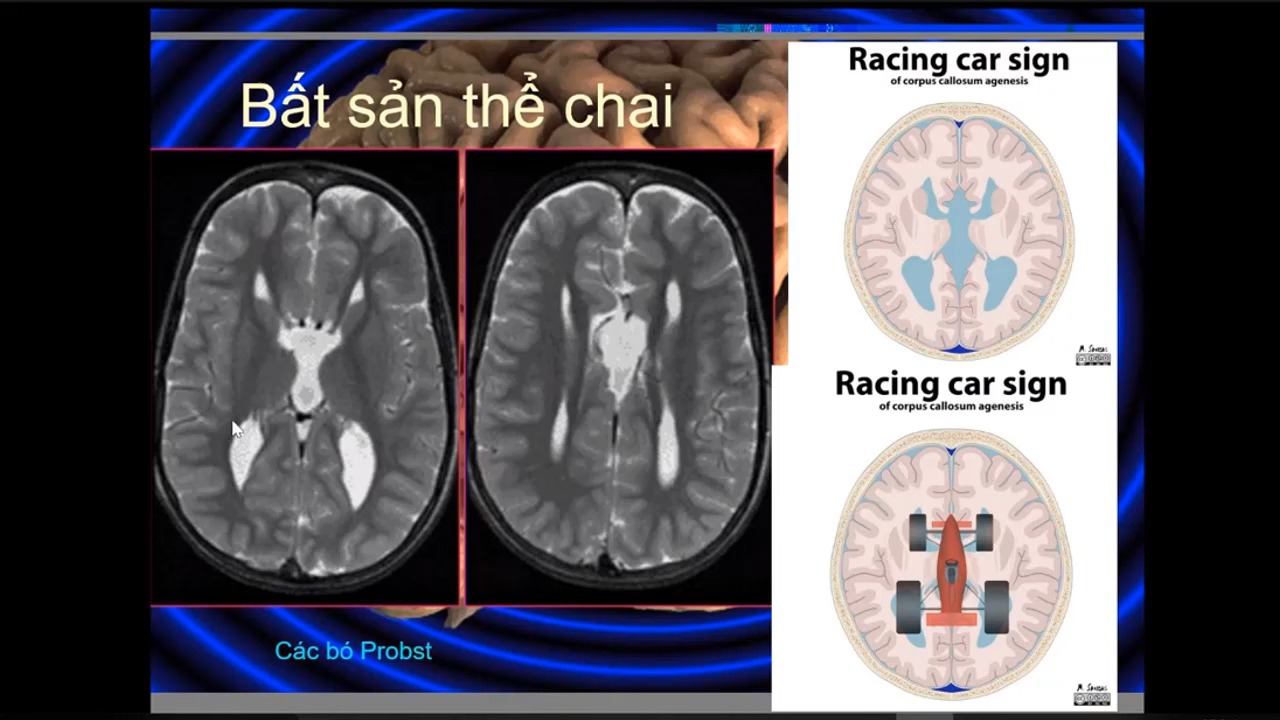 Bất sản thể chai
Racing car sign
of corpus callosum agenesis
Racing car sign
of corpus callosum agenesis
Các bó Probst